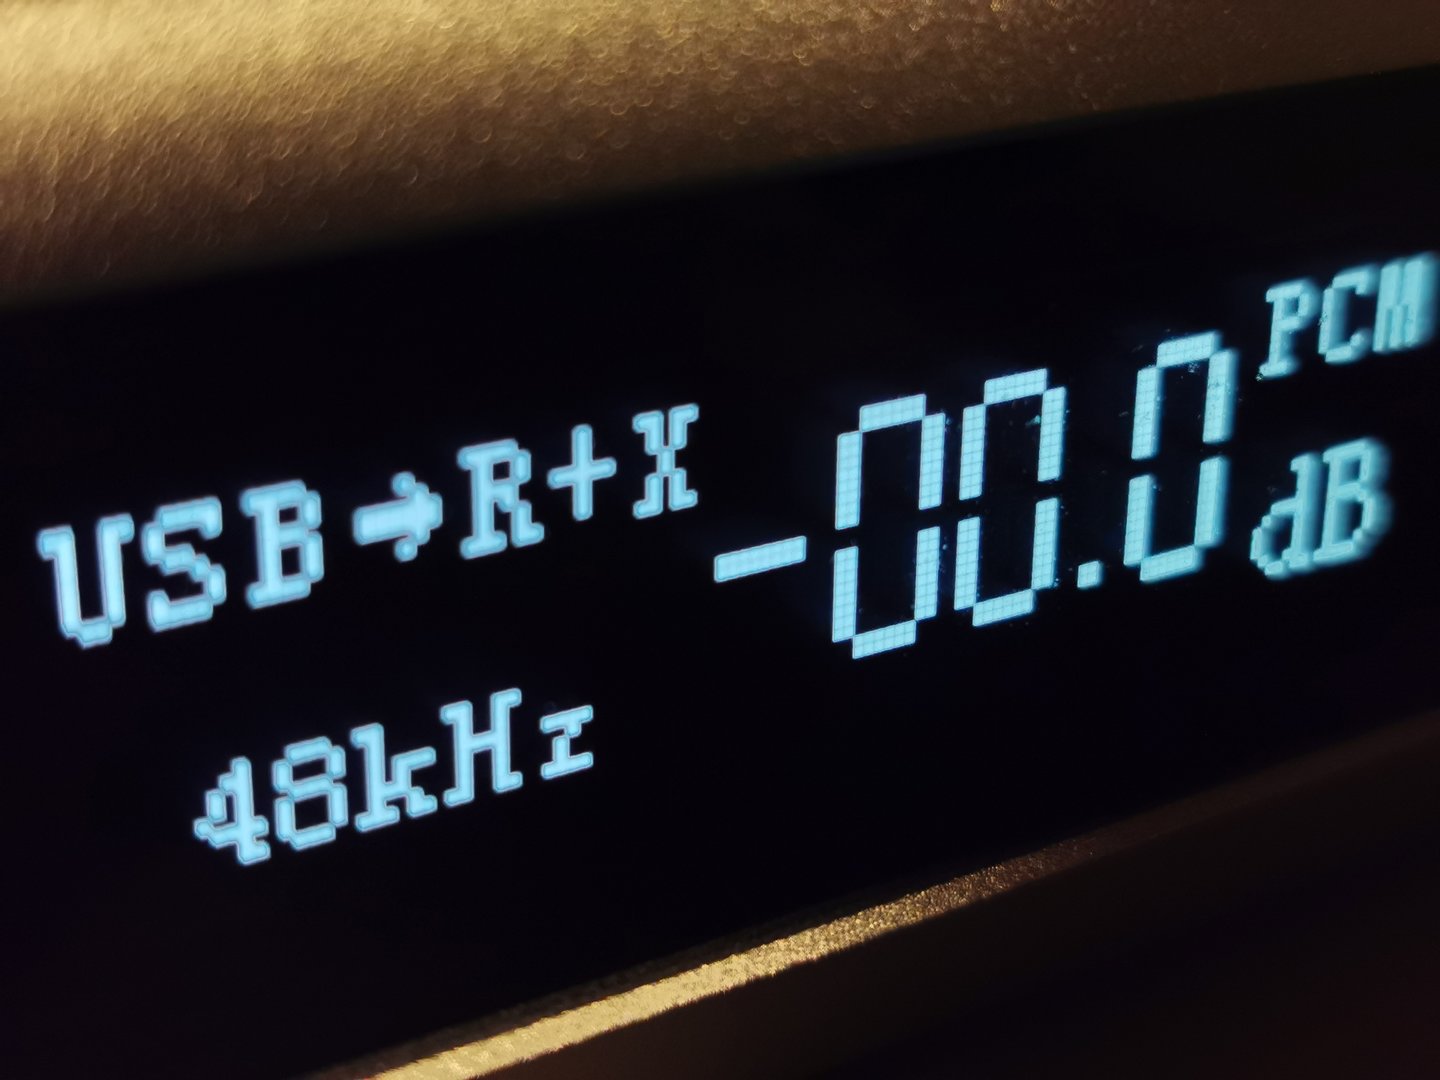 USB→R+X
-00.0
PCM
dB
48kHz